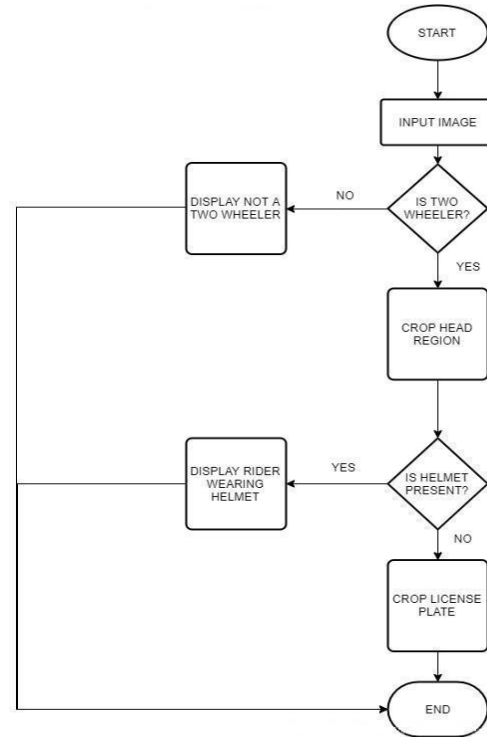 START
INPUT IMAGE
IS TWO
WHEELER?
NO
DISPLAY NOT A
TWO WHEELER
YES
CROP HEAD
REGION
IS HELMET
PRESENT?
YES
DISPLAY RIDER
WEARING
HELMET
NO
CROP LICENSE
PLATE
END